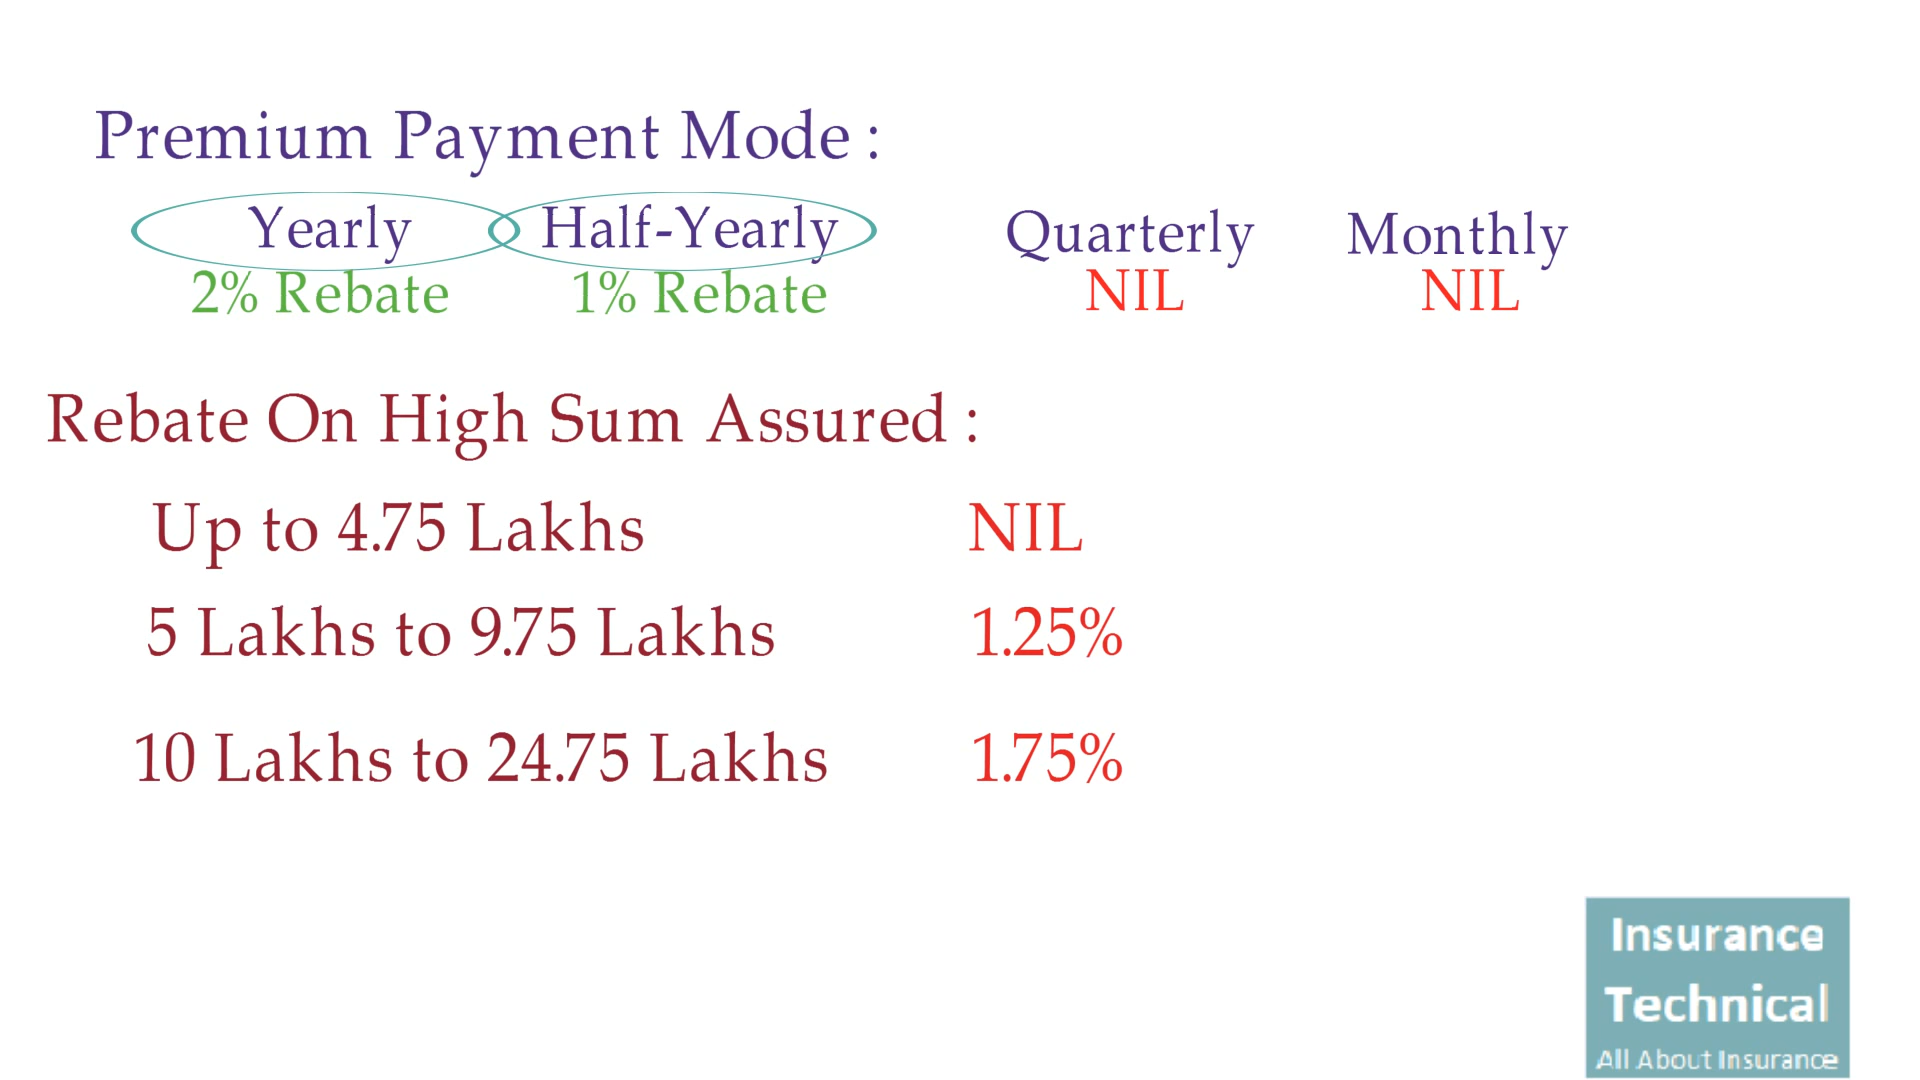 Premium Payment Mode :
Yearly Half-Yearly Quarterly Monthly
2% Rebate 1% Rebate NIL NIL
Rebate On High Sum Assured :
Up to 4.75 Lakhs NIL
5 Lakhs to 9.75 Lakhs 1.25%
10 Lakhs to 24.75 Lakhs 1.75%
Insurance
Technical
All About Insurance